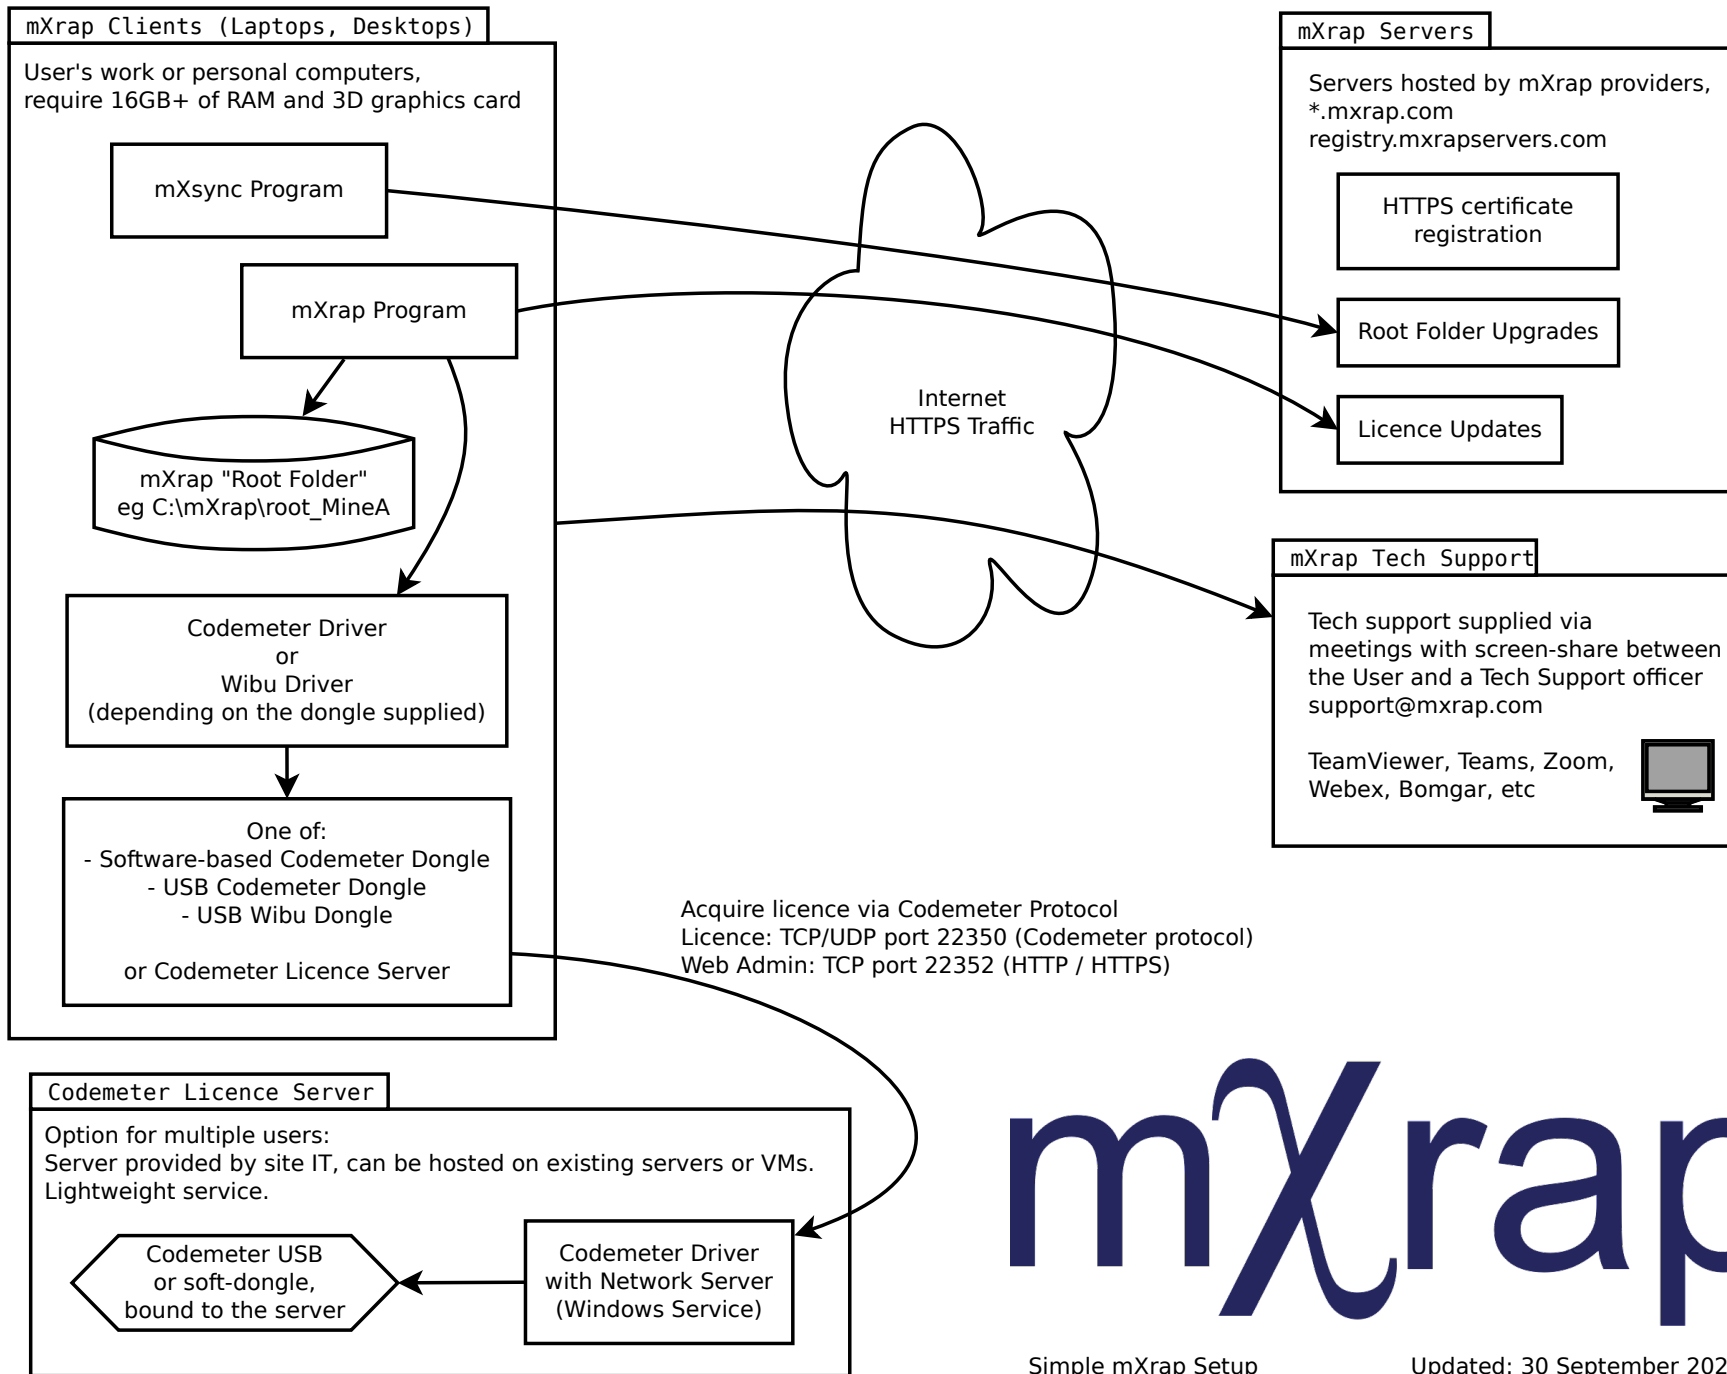 mXrap Clients (Laptops, Desktops)
User's work or personal computers,
require 16GB+ of RAM and 3D graphics card
mXsync Program
mXrap Program
mXrap "Root Folder"
eg C:\mXrap\root_MineA
Codemeter Driver
or
Wibu Driver
(depending on the dongle supplied)
One of:
- Software-based Codemeter Dongle
- USB Codemeter Dongle
- USB Wibu Dongle
or Codemeter Licence Server
Internet
HTTPS Traffic
mXrap Servers
Servers hosted by mXrap providers,
*.mxrap.com
registry.mxrapservers.com
HTTPS certificate
registration
Root Folder Upgrades
Licence Updates
mXrap Tech Support
Tech support supplied via
meetings with screen-share between
the User and a Tech Support officer
support@mxrap.com
TeamViewer, Teams, Zoom,
Webex, Bomgar, etc
Acquire licence via Codemeter Protocol
Licence: TCP/UDP port 22350 (Codemeter protocol)
Web Admin: TCP port 22352 (HTTP / HTTPS)
Codemeter Licence Server
Option for multiple users:
Server provided by site IT, can be hosted on existing servers or VMs.
Lightweight service.
Codemeter USB
or soft-dongle,
bound to the server
Codemeter Driver
with Network Server
(Windows Service)
mXrap
Simple mXrap Setup
Updated: 30 September 202